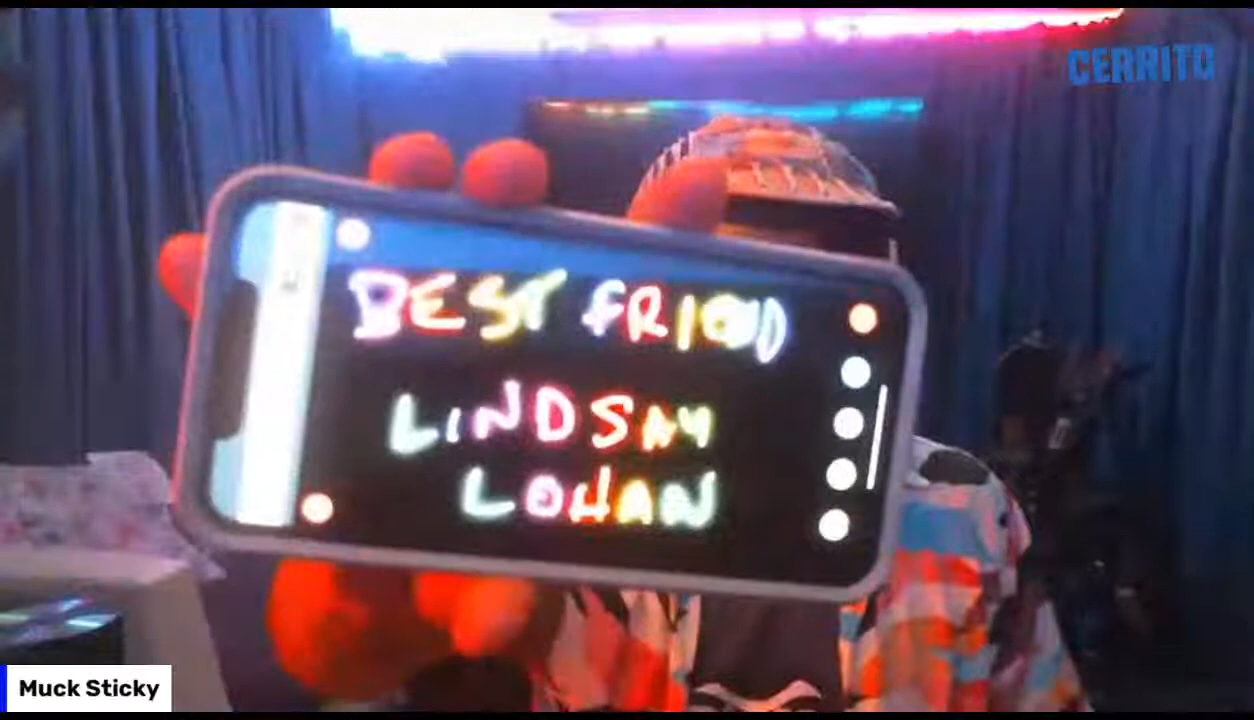 CERRITO
BEST FRIEND
LINDSAY
LOHAN
Muck Sticky